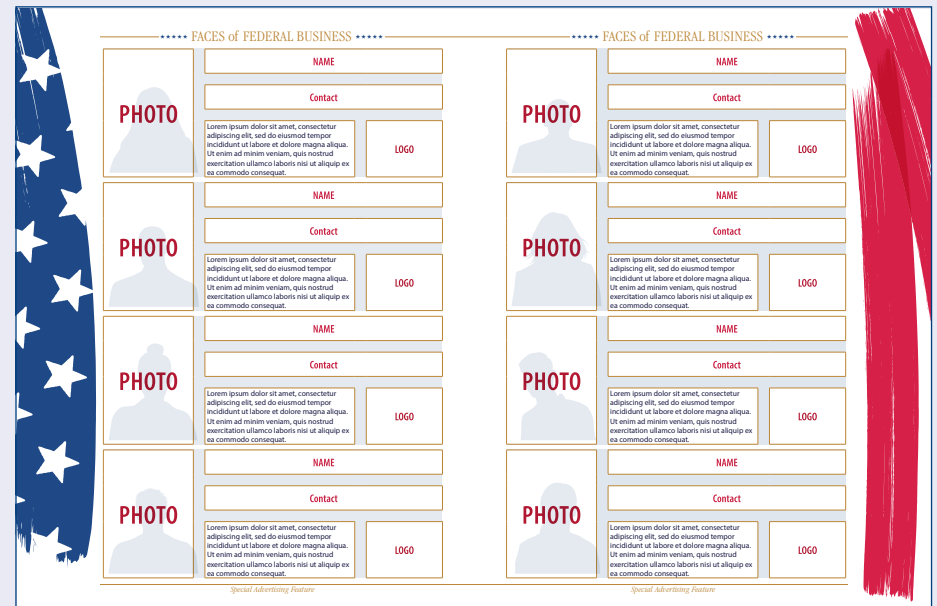 FACES of FEDERAL BUSINESS
PHOTO
NAME
Contact
Lorem ipsum dolor sit amet, consectetur
adipiscing elit, sed do eiusmod tempor
incididunt ut labore et dolore magna aliqua.
Ut enim ad minim veniam, quis nostrud
exercitation ullamco laboris nisi ut aliquip ex
ea commodo consequat.
LOGO
PHOTO
NAME
Contact
Lorem ipsum dolor sit amet, consectetur
adipiscing elit, sed do eiusmod tempor
incididunt ut labore et dolore magna aliqua.
Ut enim ad minim veniam, quis nostrud
exercitation ullamco laboris nisi ut aliquip ex
ea commodo consequat.
LOGO
PHOTO
NAME
Contact
Lorem ipsum dolor sit amet, consectetur
adipiscing elit, sed do eiusmod tempor
incididunt ut labore et dolore magna aliqua.
Ut enim ad minim veniam, quis nostrud
exercitation ullamco laboris nisi ut aliquip ex
ea commodo consequat.
LOGO
PHOTO
NAME
Contact
Lorem ipsum dolor sit amet, consectetur
adipiscing elit, sed do eiusmod tempor
incididunt ut labore et dolore magna aliqua.
Ut enim ad minim veniam, quis nostrud
exercitation ullamco laboris nisi ut aliquip ex
ea commodo consequat.
LOGO
Special Advertising Feature
FACES of FEDERAL BUSINESS
PHOTO
NAME
Contact
Lorem ipsum dolor sit amet, consectetur
adipiscing elit, sed do eiusmod tempor
incididunt ut labore et dolore magna aliqua.
Ut enim ad minim veniam, quis nostrud
exercitation ullamco laboris nisi ut aliquip ex
ea commodo consequat.
LOGO
PHOTO
NAME
Contact
Lorem ipsum dolor sit amet, consectetur
adipiscing elit, sed do eiusmod tempor
incididunt ut labore et dolore magna aliqua.
Ut enim ad minim veniam, quis nostrud
exercitation ullamco laboris nisi ut aliquip ex
ea commodo consequat.
LOGO
PHOTO
NAME
Contact
Lorem ipsum dolor sit amet, consectetur
adipiscing elit, sed do eiusmod tempor
incididunt ut labore et dolore magna aliqua.
Ut enim ad minim veniam, quis nostrud
exercitation ullamco laboris nisi ut aliquip ex
ea commodo consequat.
LOGO
PHOTO
NAME
Contact
Lorem ipsum dolor sit amet, consectetur
adipiscing elit, sed do eiusmod tempor
incididunt ut labore et dolore magna aliqua.
Ut enim ad minim veniam, quis nostrud
exercitation ullamco laboris nisi ut aliquip ex
ea commodo consequat.
LOGO
Special Advertising Feature